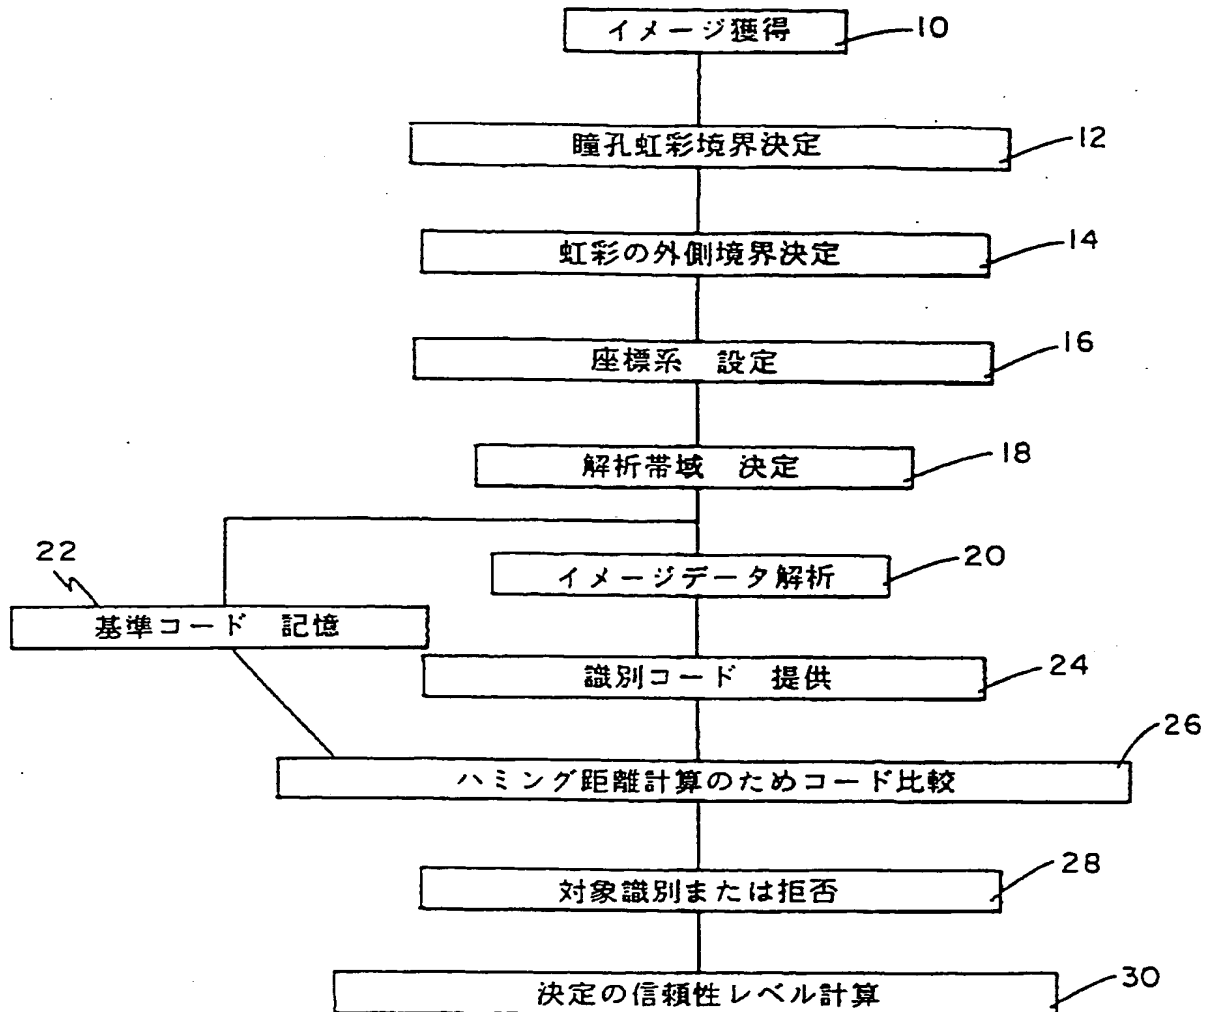 イメージ獲得
10
瞳孔虹彩境界決定
12
虹彩の外側境界決定
14
座標系　設定
16
解析帯域　決定
18
22
イメージデータ解析
20
基準コード　記憶
識別コード　提供
24
26
ハミング距離計算のためコード比較
対象識別または拒否
28
決定の信頼性レベル計算
30